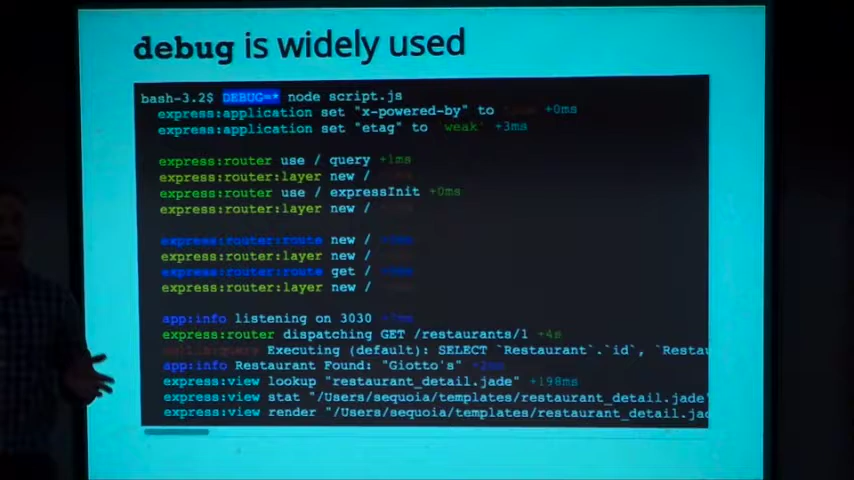 debug is widely used
bash-3.2$ DEBUG=* node script.js
express:application set "x-powered-by" to +0ms
express:application set "etag" to 'weak' +3ms
express:router use / query +1ms
express:router:layer new /
express:router use / expressInit +0ms
express:router:layer new /
express:router:route new /
express:router:layer new /
express:router:route get /
express:router:layer new /
app:info listening on 3030
express:router dispatching GET /restaurants/1 +4s
Executing (default): SELECT `Restaurant`.`id`, `Restau
app:info Restaurant Found: "Giotto's"
express:view lookup "restaurant_detail.jade" +198ms
express:view stat "/Users/sequoia/templates/restaurant_detail.jade"
express:view render "/Users/sequoia/templates/restaurant_detail.jad